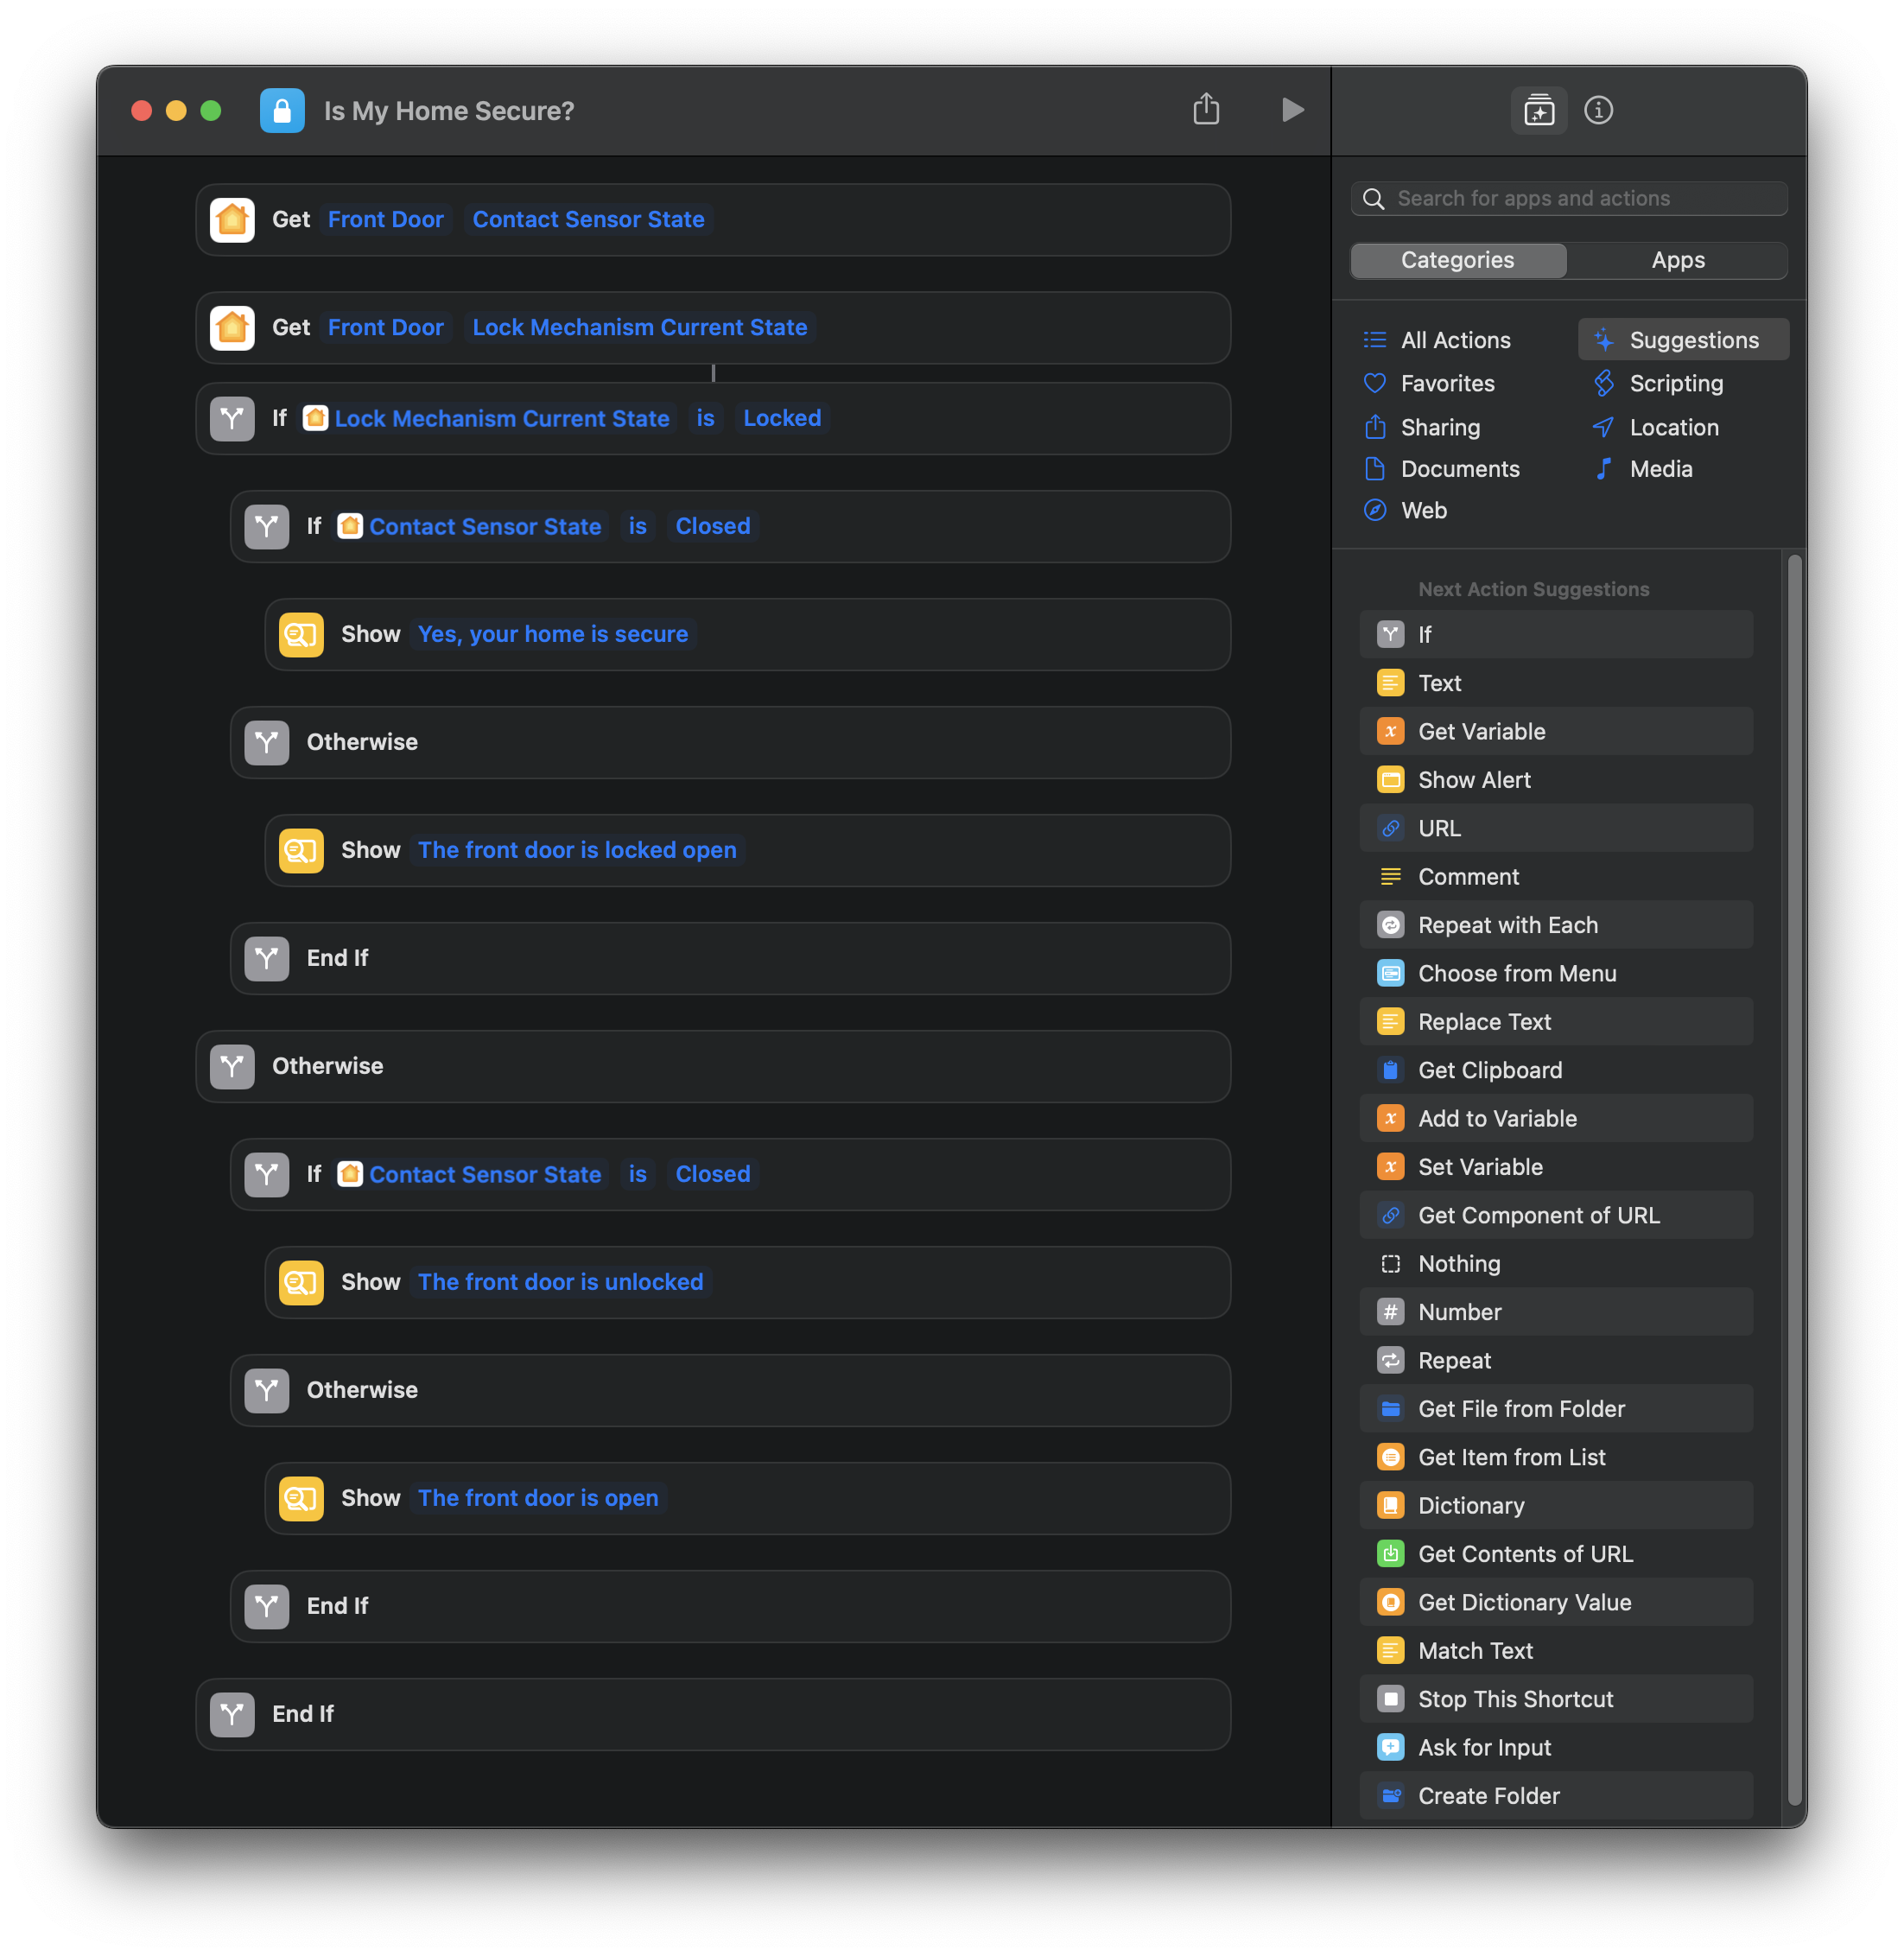 Is My Home Secure?
Get Front Door Contact Sensor State
Get Front Door Lock Mechanism Current State
If Lock Mechanism Current State is Locked
If Contact Sensor State is Closed
Show Yes, your home is secure
Otherwise
Show The front door is locked open
End If
Otherwise
If Contact Sensor State is Closed
Show The front door is unlocked
Otherwise
Show The front door is open
End If
End If
Search for apps and actions
Categories Apps
All Actions Suggestions
Favorites Scripting
Sharing Location
Documents Media
Web
Next Action Suggestions
If
Text
Get Variable
Show Alert
URL
Comment
Repeat with Each
Choose from Menu
Replace Text
Get Clipboard
Add to Variable
Set Variable
Get Component of URL
Nothing
Number
Repeat
Get File from Folder
Get Item from List
Dictionary
Get Contents of URL
Get Dictionary Value
Match Text
Stop This Shortcut
Ask for Input
Create Folder